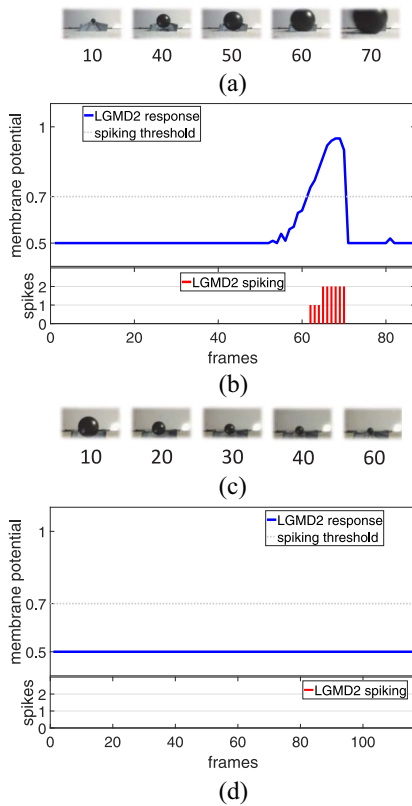 10 40 50 60 70
(a)
LGMD2 response
spiking threshold
membrane potential
1
0.7
0.5
LGMD2 spiking
spikes
2
1
0
0 20 40 60 80
frames
(b)
10 20 30 40 60
(c)
LGMD2 response
spiking threshold
membrane potential
1
0.7
0.5
LGMD2 spiking
spikes
2
1
0
0 20 40 60 80 100
frames
(d)